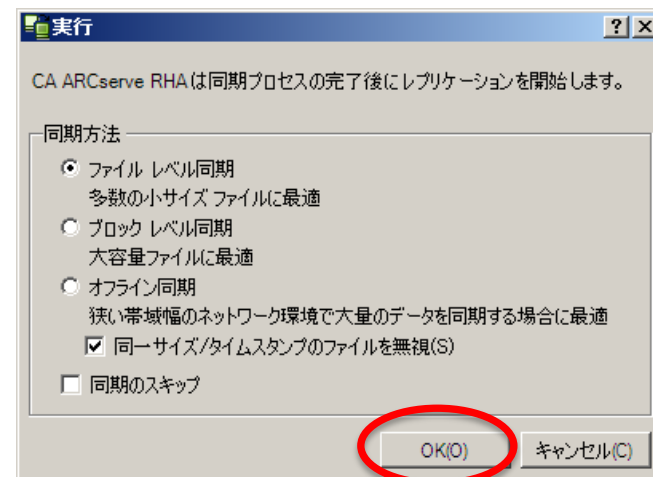 実行
CA ARCserve RHAは同期プロセスの完了後にレプリケーションを開始します。
同期方法
ファイル レベル同期
多数の小サイズ ファイルに最適
ブロック レベル同期
大容量ファイルに最適
オフライン同期
狭い帯域幅のネットワーク環境で大量のデータを同期する場合に最適
同一サイズ/タイムスタンプのファイルを無視(S)
同期のスキップ
OK(O) キャンセル(C)